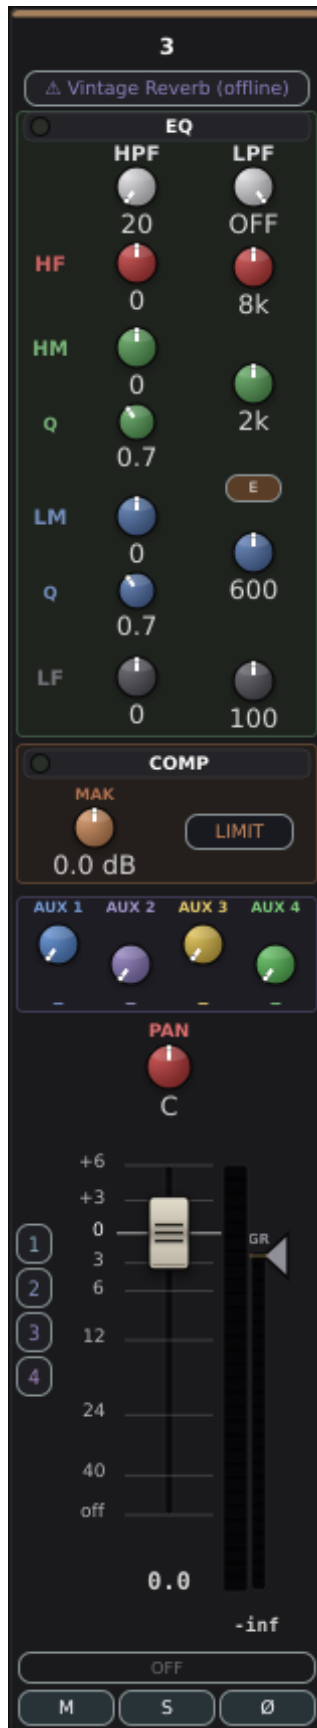 3
⚠ Vintage Reverb (offline)
EQ
HPF LPF
20 OFF
HF
0 8k
HM
0 2k
Q
0.7
E
LM
0 600
Q
0.7
LF
0 100
COMP
MAK
LIMIT
0.0 dB
AUX 1 AUX 2 AUX 3 AUX 4
– – – –
PAN
C
+6
+3
0
3
6
12
24
40
off
GR
1
2
3
4
0.0
-inf
OFF
M S Ø